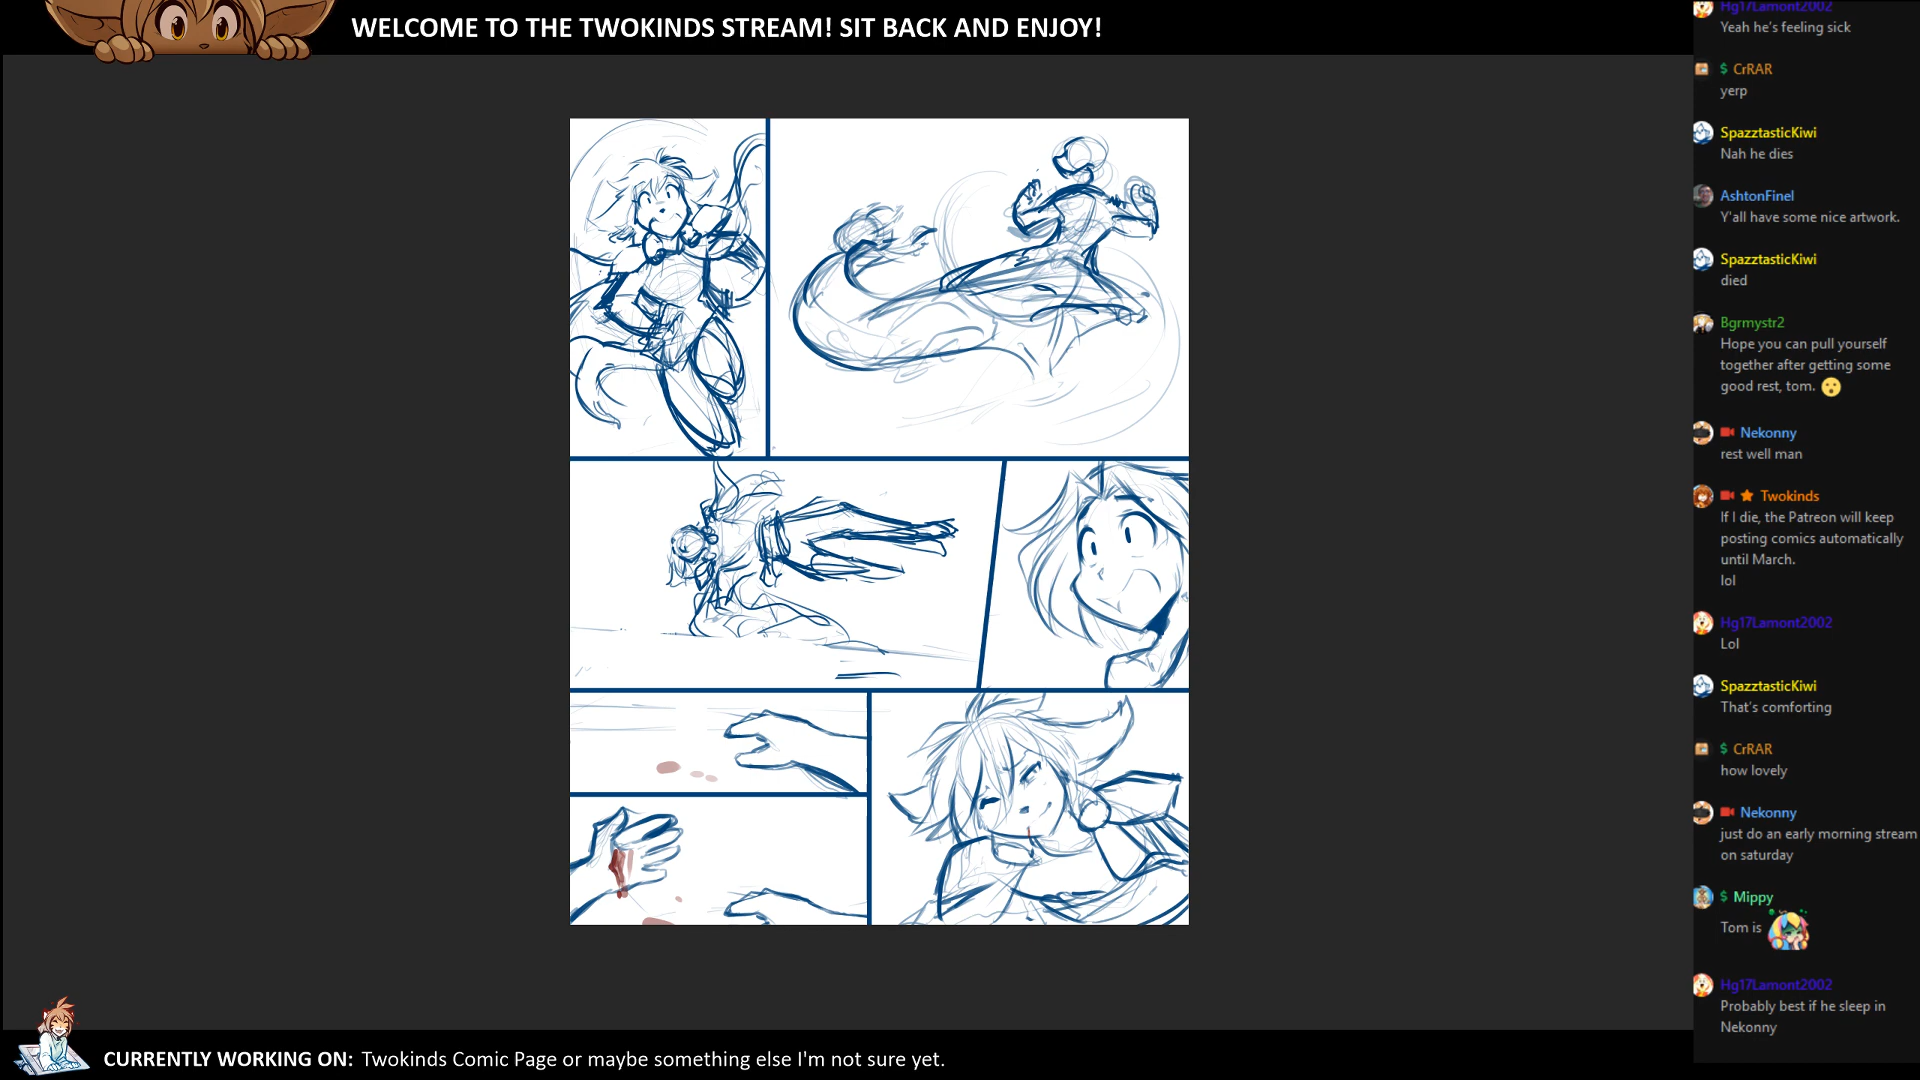 WELCOME TO THE TWOKINDS STREAM! SIT BACK AND ENJOY!
Hg17Lamont2002
Yeah he's feeling sick
$ CrRAR
yerp
SpazztasticKiwi
Nah he dies
AshtonFinel
Y'all have some nice artwork.
SpazztasticKiwi
died
Bgrmystr2
Hope you can pull yourself
together after getting some
good rest, tom.
Nekonny
rest well man
Twokinds
If I die, the Patreon will keep
posting comics automatically
until March.
lol
Hg17Lamont2002
Lol
SpazztasticKiwi
That's comforting
$ CrRAR
how lovely
Nekonny
just do an early morning stream
on saturday
$ Mippy
Tom is
Hg17Lamont2002
Probably best if he sleep in
Nekonny
CURRENTLY WORKING ON: Twokinds Comic Page or maybe something else I'm not sure yet.